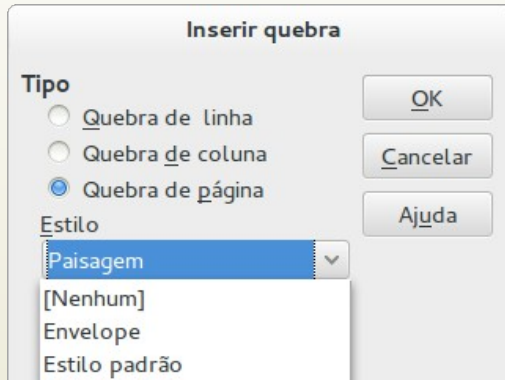 Inserir quebra
Tipo
Quebra de linha
Quebra de coluna
Quebra de página
Estilo
Paisagem
[Nenhum]
Envelope
Estilo padrão
OK
Cancelar
Ajuda